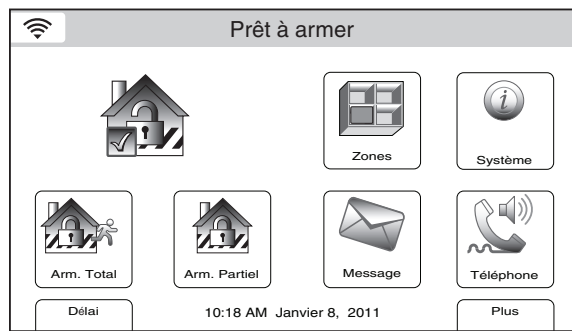 Prêt à armer
Zones
Système
Arm. Total
Arm. Partiel
Message
Téléphone
Délai
10:18 AM Janvier 8, 2011
Plus